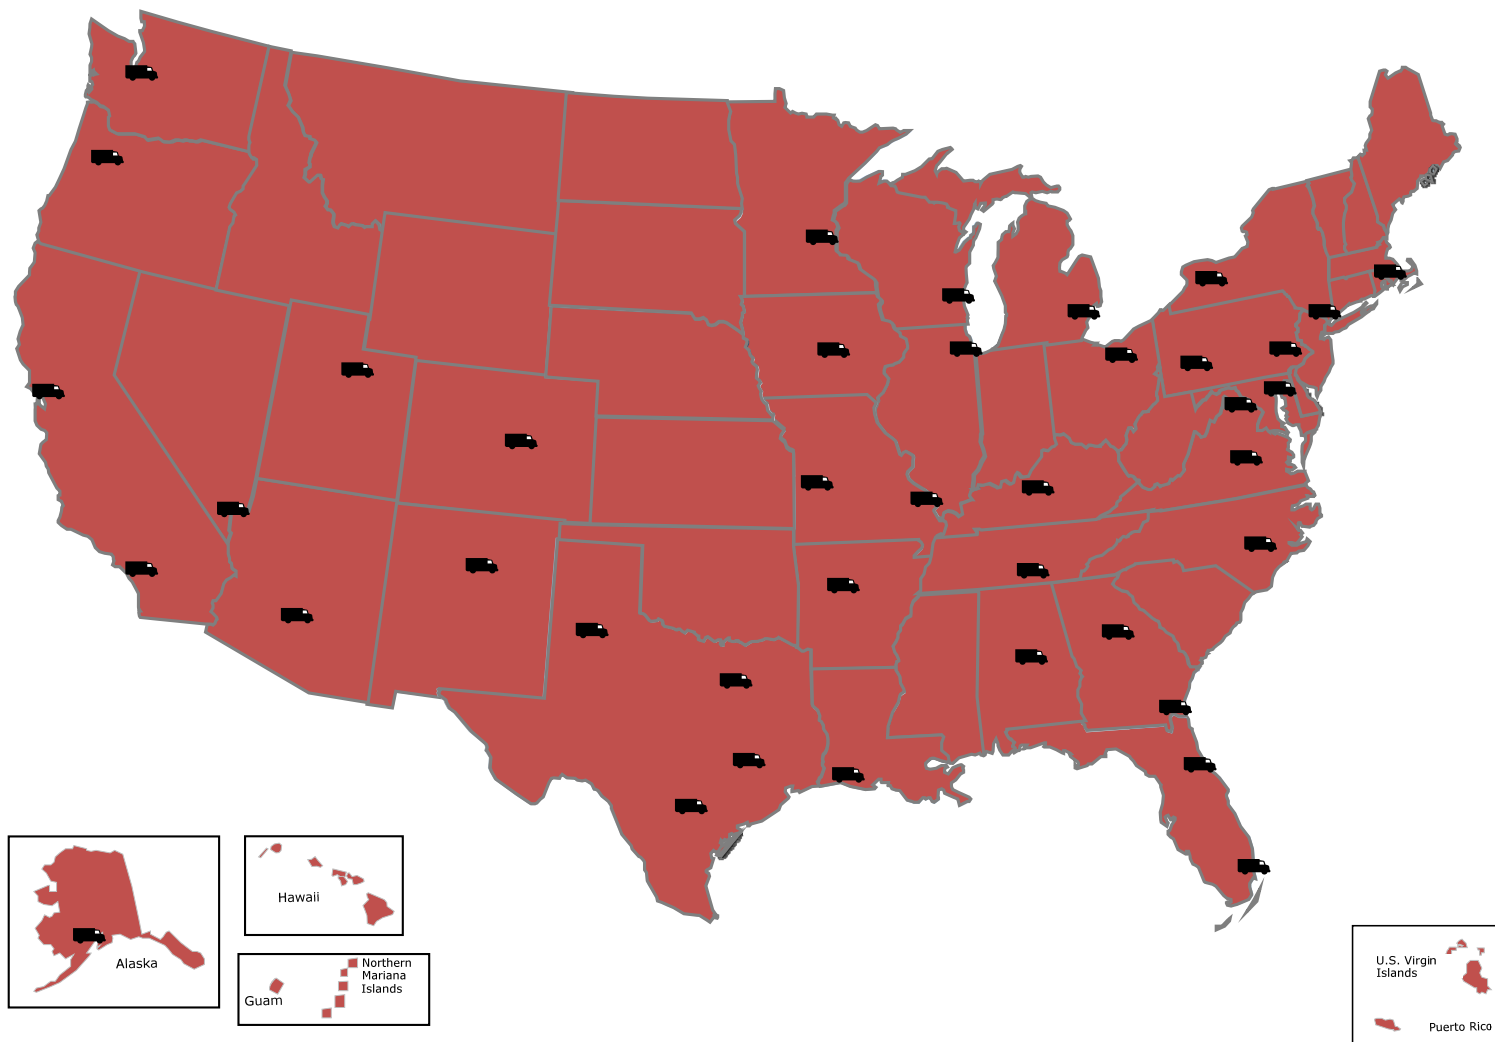 Hawaii
Alaska
Northern
Mariana
Islands
Guam
U.S. Virgin
Islands
Puerto Rico